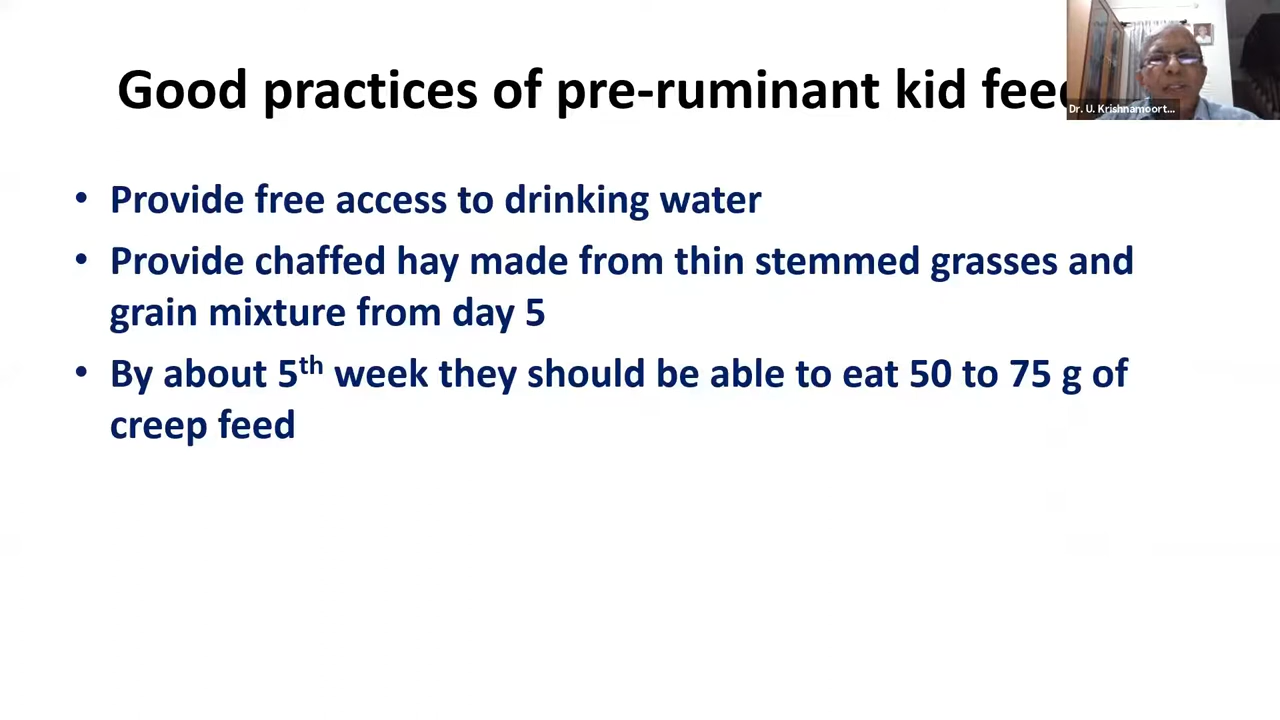 Good practices of pre-ruminant kid
Dr. U. Krishnamoort...
• Provide free access to drinking water
• Provide chaffed hay made from thin stemmed grasses and
grain mixture from day 5
• By about 5th week they should be able to eat 50 to 75 g of
creep feed